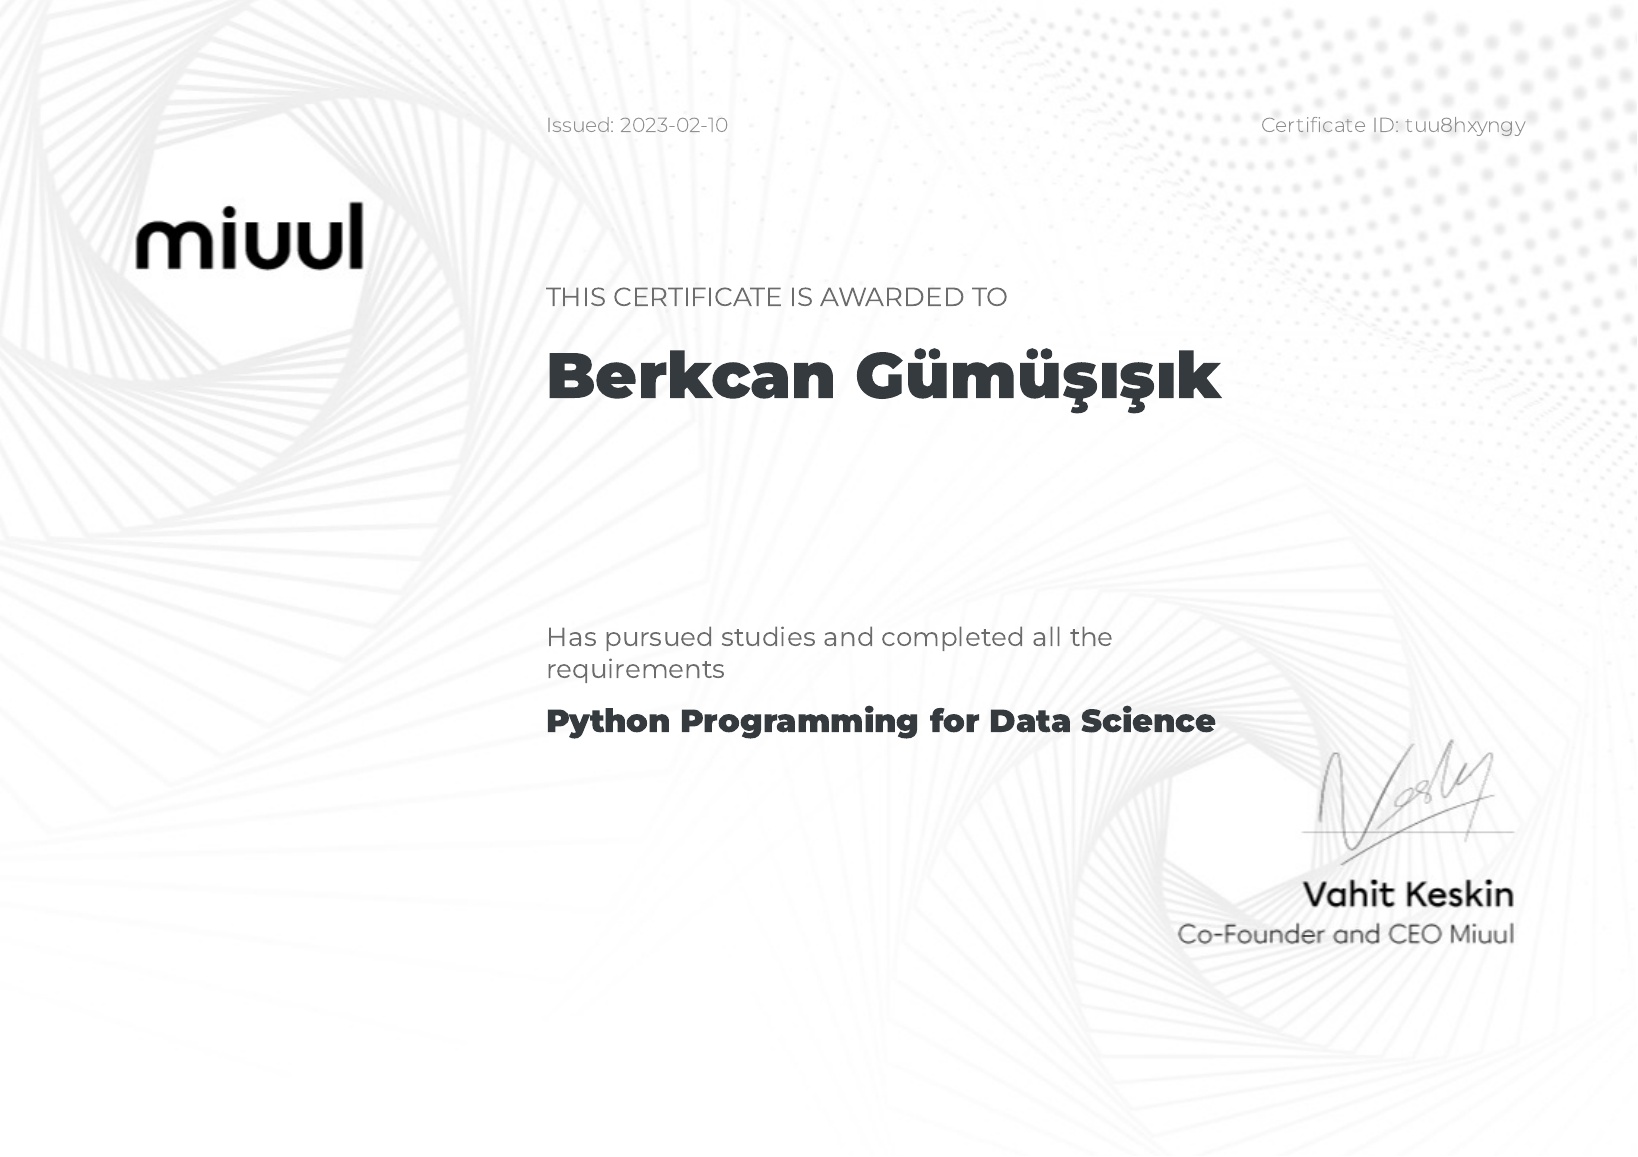 Issued: 2023-02-10
Certificate ID: tuu8hxyngy
miuul
THIS CERTIFICATE IS AWARDED TO
Berkcan Gümüşışık
Has pursued studies and completed all the
requirements
Python Programming for Data Science
Vahit Keskin
Co-Founder and CEO Miuul